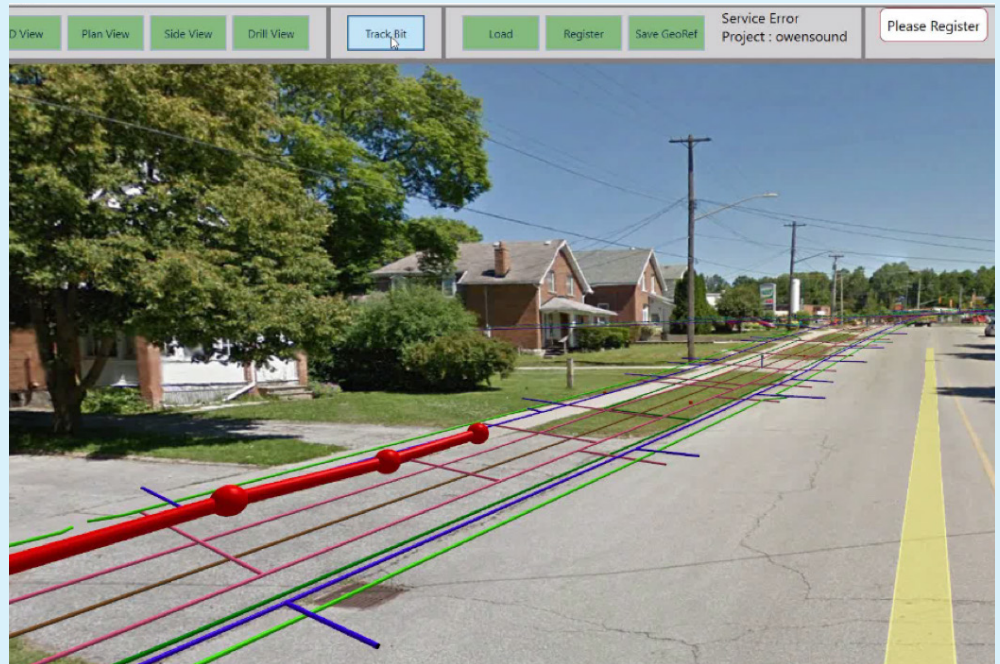 D View
Plan View
Side View
Drill View
Track Bit
Load
Register
Save GeoRef
Service Error
Project : owensound
Please Register